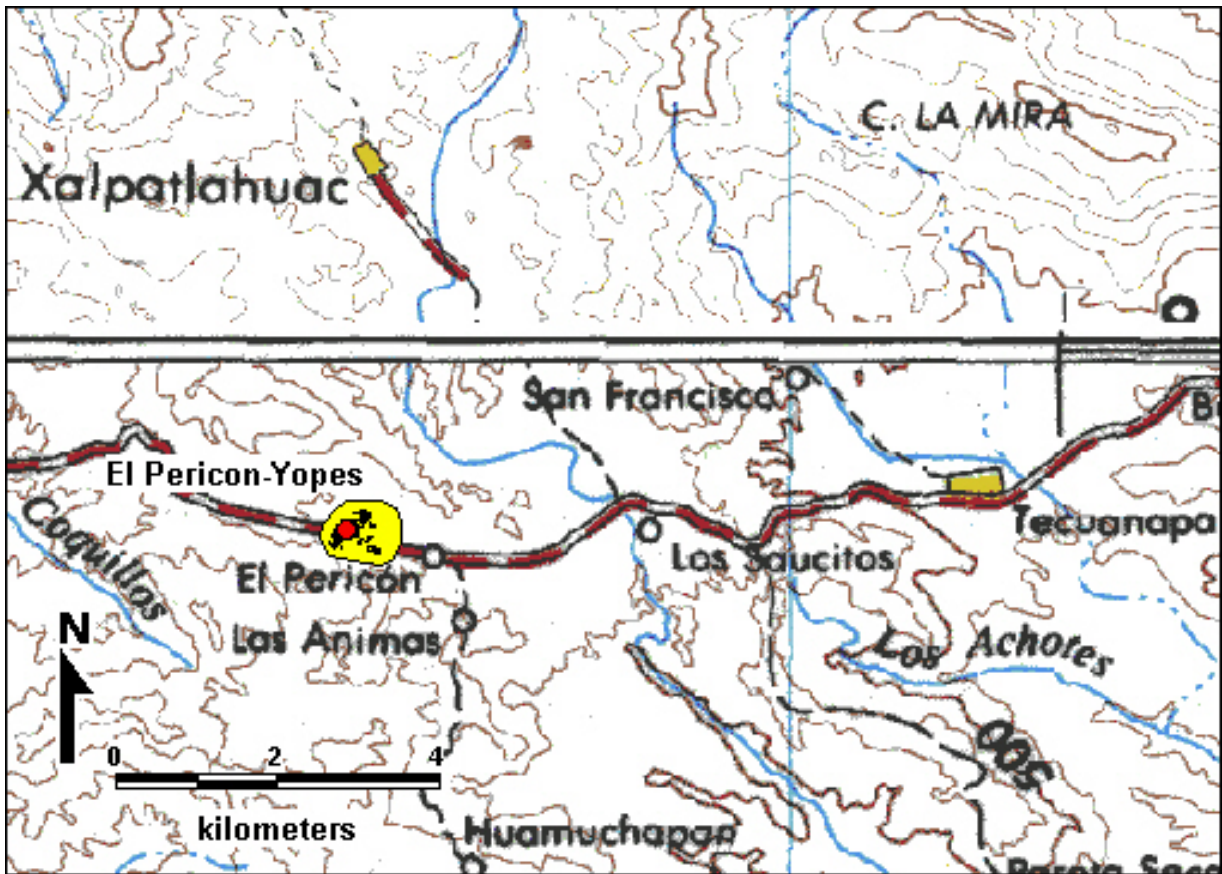 C. LA MIRA
Xalpatlahuac
San Francisco
El Pericon-Yopes
Coquillos
Tecuanapa
Los Saucitos
El Pericón
Las Animas
Los Achotes
N
500
0 2 4
kilometers
Huamuchapan